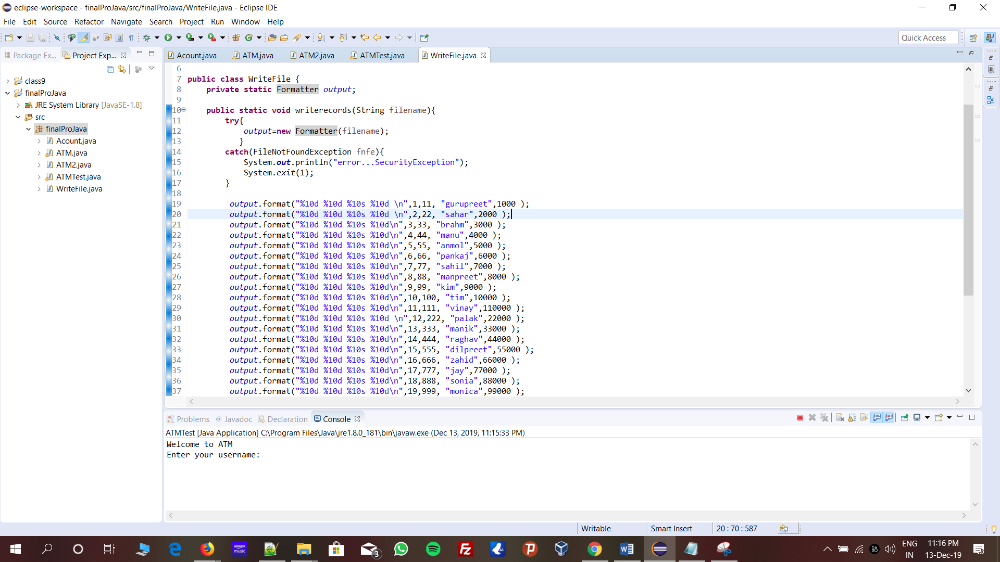 eclipse-workspace - finalProJava/src/finalProJava/WriteFile.java - Eclipse IDE
File Edit Source Refactor Navigate Search Project Run Window Help
Quick Access
Package Ex... Project Exp...
Acount.java ATM.java ATM2.java ATMTest.java WriteFile.java
class9
finalProJava
JRE System Library [JavaSE-1.8]
src
finalProJava
Acount.java
ATM.java
ATM2.java
ATMTest.java
WriteFile.java
6
7 public class WriteFile {
8 private static Formatter output;
9
10 public static void writerecords(String filename){
11 try{
12 output=new Formatter(filename);
13 }
14 catch(FileNotFoundException fnfe){
15 System.out.println("error...SecurityException");
16 System.exit(1);
17 }
18
19 output.format("%10d %10d %10s %10d \n",1,11, "gurupreet",1000 );
20 output.format("%10d %10d %10s %10d \n",2,22, "sahar",2000 );
21 output.format("%10d %10d %10s %10d\n",3,33, "brahm",3000 );
22 output.format("%10d %10d %10s %10d\n",4,44, "manu",4000 );
23 output.format("%10d %10d %10s %10d\n",5,55, "anmol",5000 );
24 output.format("%10d %10d %10s %10d\n",6,66, "pankaj",6000 );
25 output.format("%10d %10d %10s %10d\n",7,77, "sahil",7000 );
26 output.format("%10d %10d %10s %10d\n",8,88, "manpreet",8000 );
27 output.format("%10d %10d %10s %10d\n",9,99, "kim",9000 );
28 output.format("%10d %10d %10s %10d\n",10,100, "tim",10000 );
29 output.format("%10d %10d %10s %10d\n",11,111, "vinay",110000 );
30 output.format("%10d %10d %10s %10d \n",12,222, "palak",22000 );
31 output.format("%10d %10d %10s %10d\n",13,333, "manik",33000 );
32 output.format("%10d %10d %10s %10d\n",14,444, "raghav",44000 );
33 output.format("%10d %10d %10s %10d\n",15,555, "dilpreet",55000 );
34 output.format("%10d %10d %10s %10d\n",16,666, "zahid",66000 );
35 output.format("%10d %10d %10s %10d\n",17,777, "jay",77000 );
36 output.format("%10d %10d %10s %10d\n",18,888, "sonia",88000 );
37 output.format("%10d %10d %10s %10d\n",19,999, "monica",99000 );
Problems @ Javadoc Declaration Console
ATMTest [Java Application] C:\Program Files\Java\jre1.8.0_181\bin\javaw.exe (Dec 13, 2019, 11:15:33 PM)
Welcome to ATM
Enter your username:
Writable Smart Insert 20 : 70 : 587
amazon music
3
ENG
IN
11:16 PM
13-Dec-19